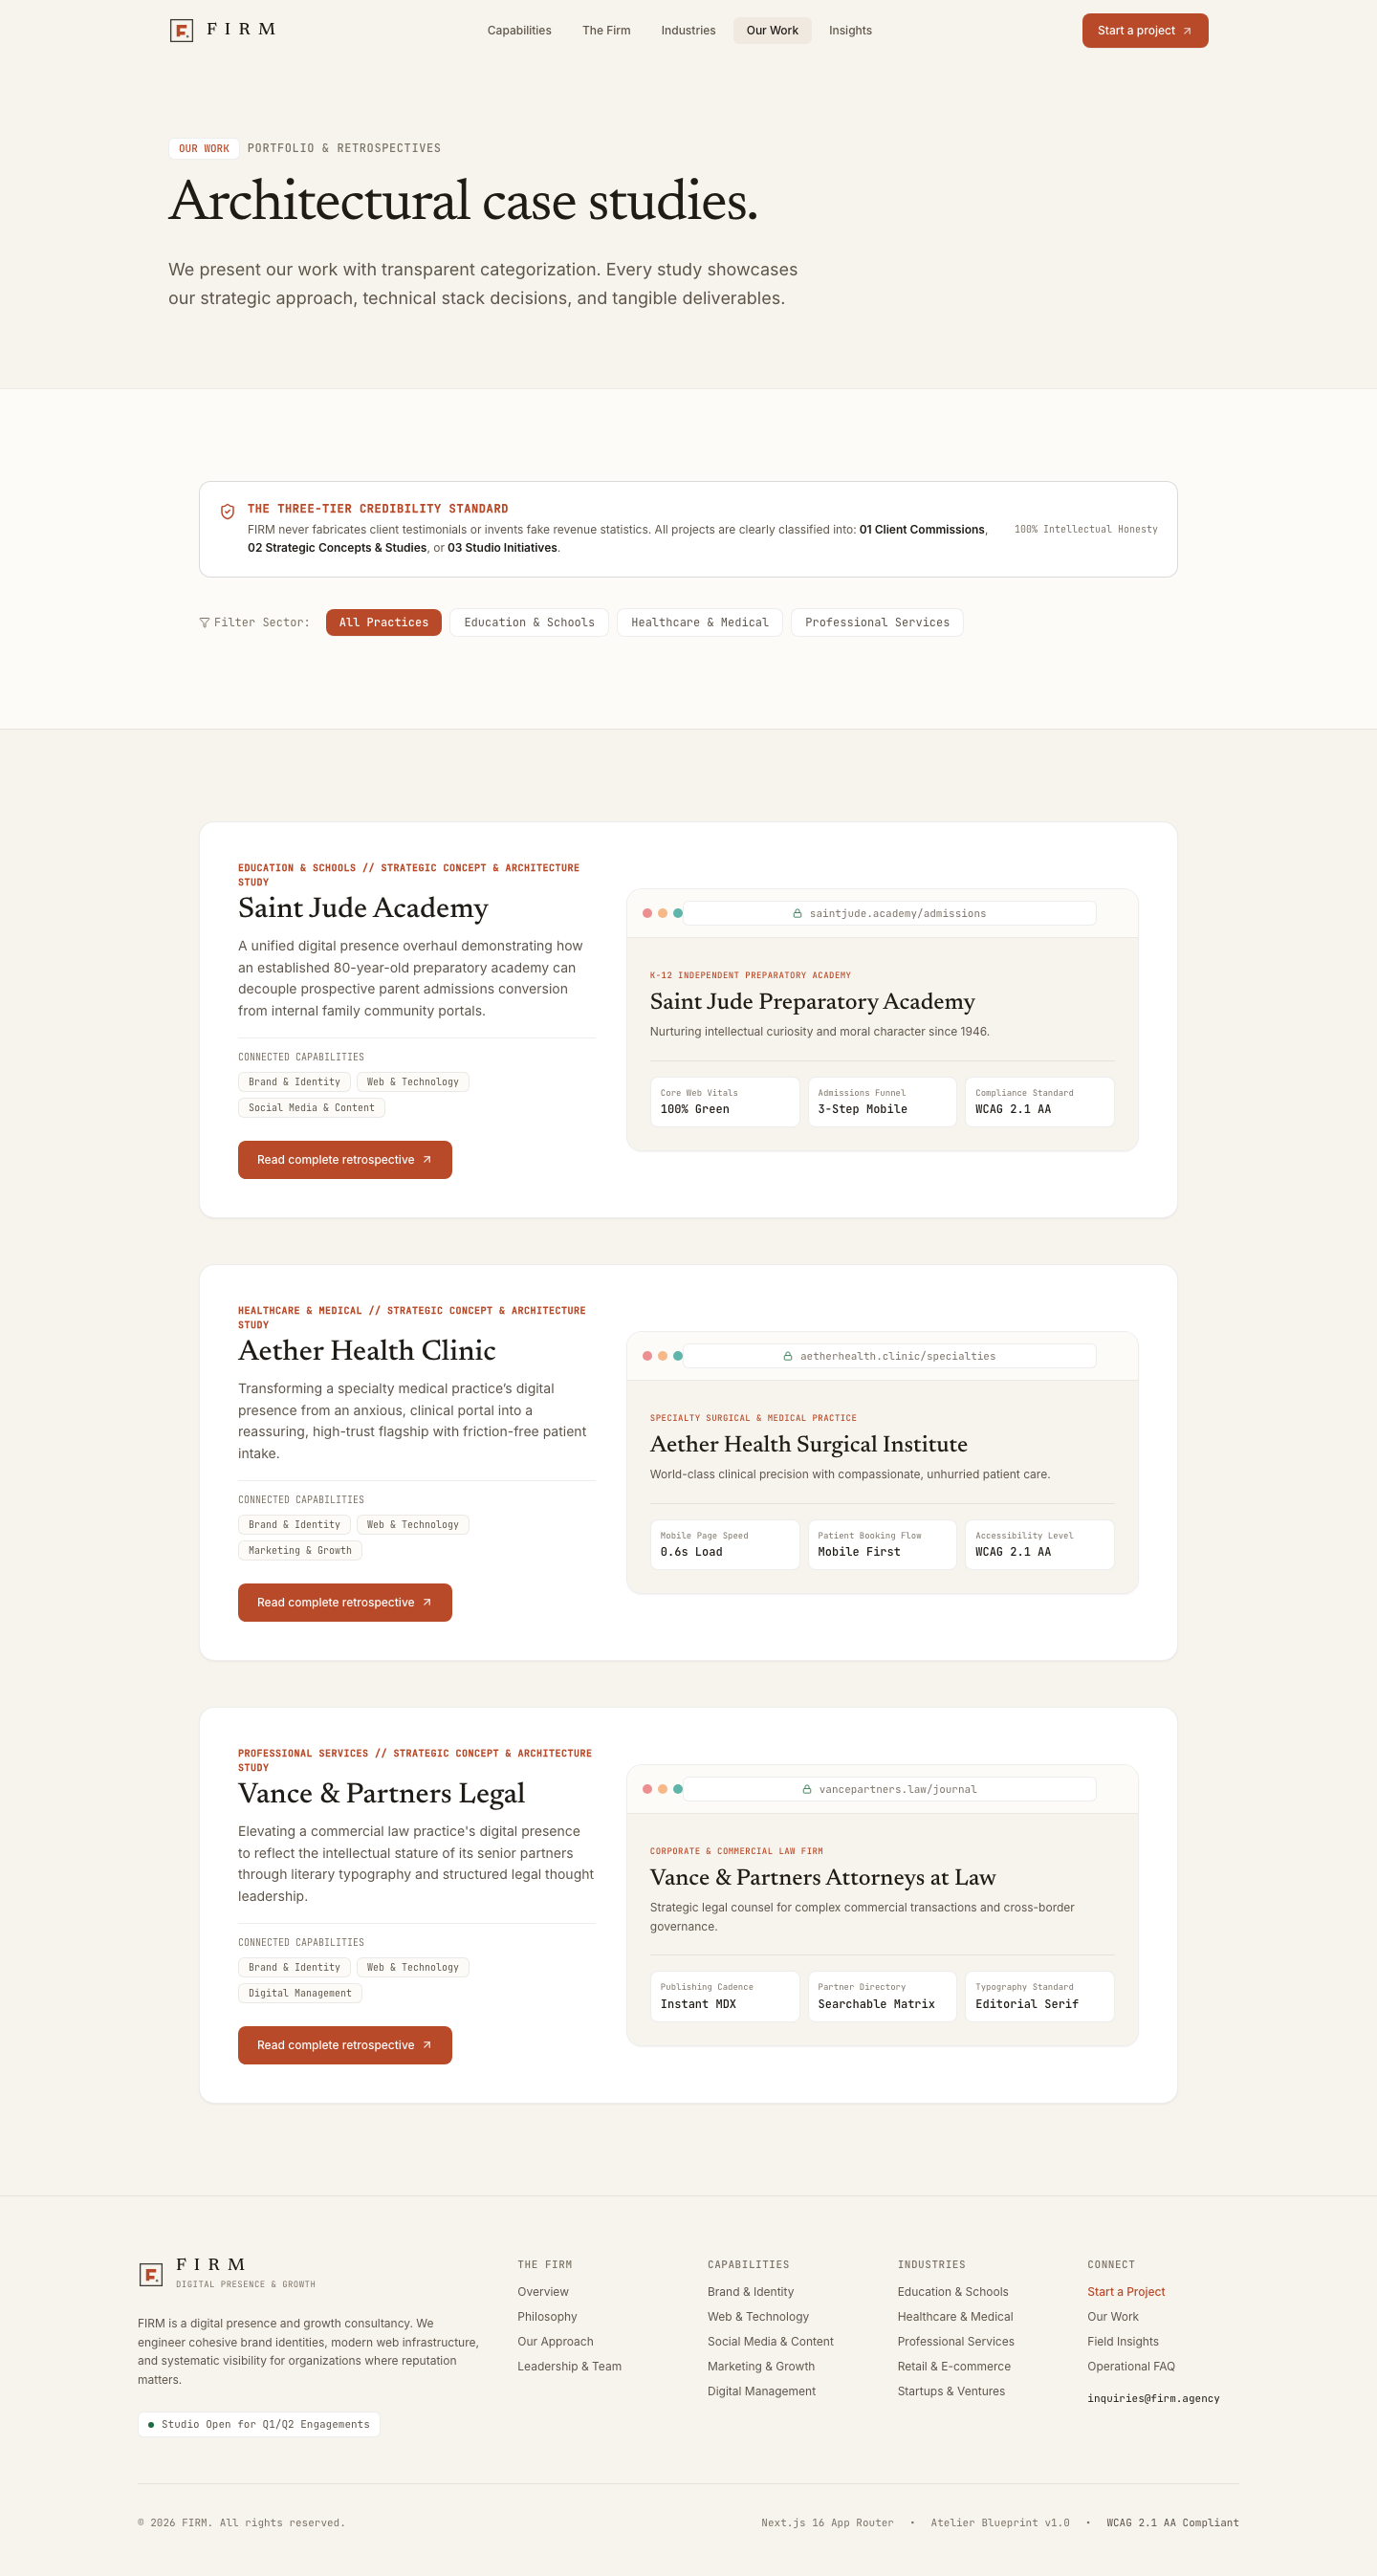 FIRM
Capabilities
The Firm
Industries
Our Work
Insights
Start a project
OUR WORK
PORTFOLIO & RETROSPECTIVES
Architectural case studies.
We present our work with transparent categorization. Every study showcases
our strategic approach, technical stack decisions, and tangible deliverables.
THE THREE-TIER CREDIBILITY STANDARD
FIRM never fabricates client testimonials or invents fake revenue statistics. All projects are clearly classified into: 01 Client Commissions,
02 Strategic Concepts & Studies, or 03 Studio Initiatives.
100% Intellectual Honesty
Filter Sector:
All Practices
Education & Schools
Healthcare & Medical
Professional Services
EDUCATION & SCHOOLS // STRATEGIC CONCEPT & ARCHITECTURE
STUDY
Saint Jude Academy
A unified digital presence overhaul demonstrating how
an established 80-year-old preparatory academy can
decouple prospective parent admissions conversion
from internal family community portals.
CONNECTED CAPABILITIES
Brand & Identity
Web & Technology
Social Media & Content
Read complete retrospective
saintjude.academy/admissions
K-12 INDEPENDENT PREPARATORY ACADEMY
Saint Jude Preparatory Academy
Nurturing intellectual curiosity and moral character since 1946.
Core Web Vitals
100% Green
Admissions Funnel
3-Step Mobile
Compliance Standard
WCAG 2.1 AA
HEALTHCARE & MEDICAL // STRATEGIC CONCEPT & ARCHITECTURE
STUDY
Aether Health Clinic
Transforming a specialty medical practice’s digital
presence from an anxious, clinical portal into a
reassuring, high-trust flagship with friction-free patient
intake.
CONNECTED CAPABILITIES
Brand & Identity
Web & Technology
Marketing & Growth
Read complete retrospective
aetherhealth.clinic/specialties
SPECIALTY SURGICAL & MEDICAL PRACTICE
Aether Health Surgical Institute
World-class clinical precision with compassionate, unhurried patient care.
Mobile Page Speed
0.6s Load
Patient Booking Flow
Mobile First
Accessibility Level
WCAG 2.1 AA
PROFESSIONAL SERVICES // STRATEGIC CONCEPT & ARCHITECTURE
STUDY
Vance & Partners Legal
Elevating a commercial law practice's digital presence
to reflect the intellectual stature of its senior partners
through literary typography and structured legal thought
leadership.
CONNECTED CAPABILITIES
Brand & Identity
Web & Technology
Digital Management
Read complete retrospective
vancepartners.law/journal
CORPORATE & COMMERCIAL LAW FIRM
Vance & Partners Attorneys at Law
Strategic legal counsel for complex commercial transactions and cross-border
governance.
Publishing Cadence
Instant MDX
Partner Directory
Searchable Matrix
Typography Standard
Editorial Serif
FIRM
DIGITAL PRESENCE & GROWTH
FIRM is a digital presence and growth consultancy. We
engineer cohesive brand identities, modern web infrastructure,
and systematic visibility for organizations where reputation
matters.
Studio Open for Q1/Q2 Engagements
THE FIRM
Overview
Philosophy
Our Approach
Leadership & Team
CAPABILITIES
Brand & Identity
Web & Technology
Social Media & Content
Marketing & Growth
Digital Management
INDUSTRIES
Education & Schools
Healthcare & Medical
Professional Services
Retail & E-commerce
Startups & Ventures
CONNECT
Start a Project
Our Work
Field Insights
Operational FAQ
inquiries@firm.agency
© 2026 FIRM. All rights reserved.
Next.js 16 App Router • Atelier Blueprint v1.0 • WCAG 2.1 AA Compliant